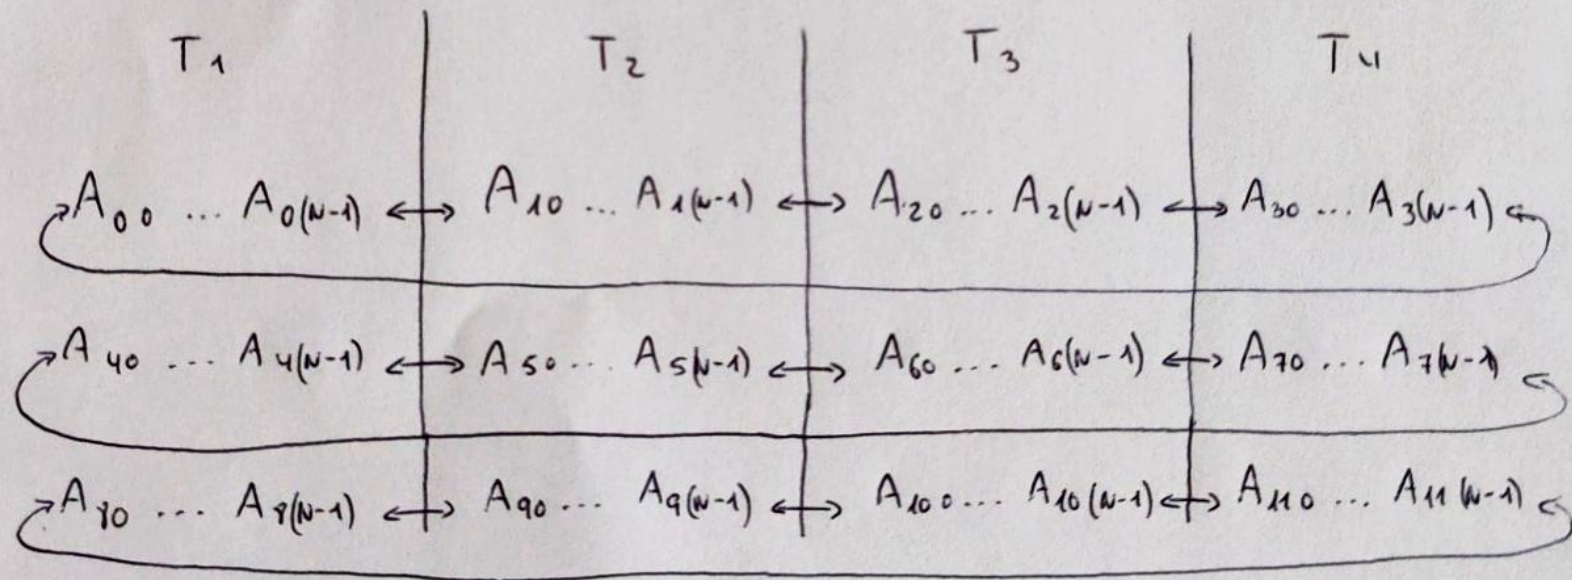 T1 T2 T3 T4
A00 ... A0(N-1) ↔ A10 ... A1(N-1) ↔ A20 ... A2(N-1) ↔ A30 ... A3(N-1)
A40 ... A4(N-1) ↔ A50 ... A5(N-1) ↔ A60 ... A6(N-1) ↔ A70 ... A7(N-1)
A80 ... A8(N-1) ↔ A90 ... A9(N-1) ↔ A100 ... A10(N-1) ↔ A110 ... A11(N-1)